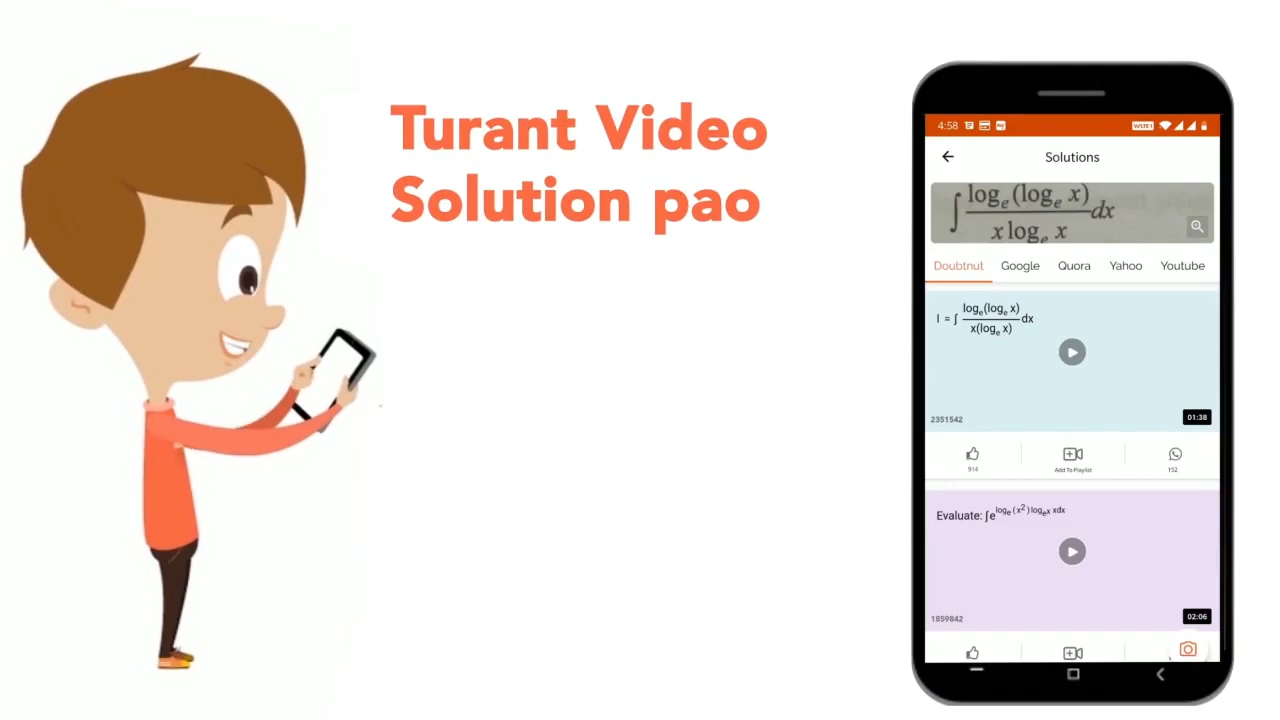 Turant Video
Solution pao
4:58
Solutions
∫ logₑ(logₑ x) / x logₑ x dx
Doubtnut Google Quora Yahoo Youtube
I = ∫ logₑ(logₑ x) / x(logₑ x) dx
2351542 01:38
914 Add To Playlist 152
Evaluate: ∫e^logₑ(x²)logₑx xdx
1859842 02:06